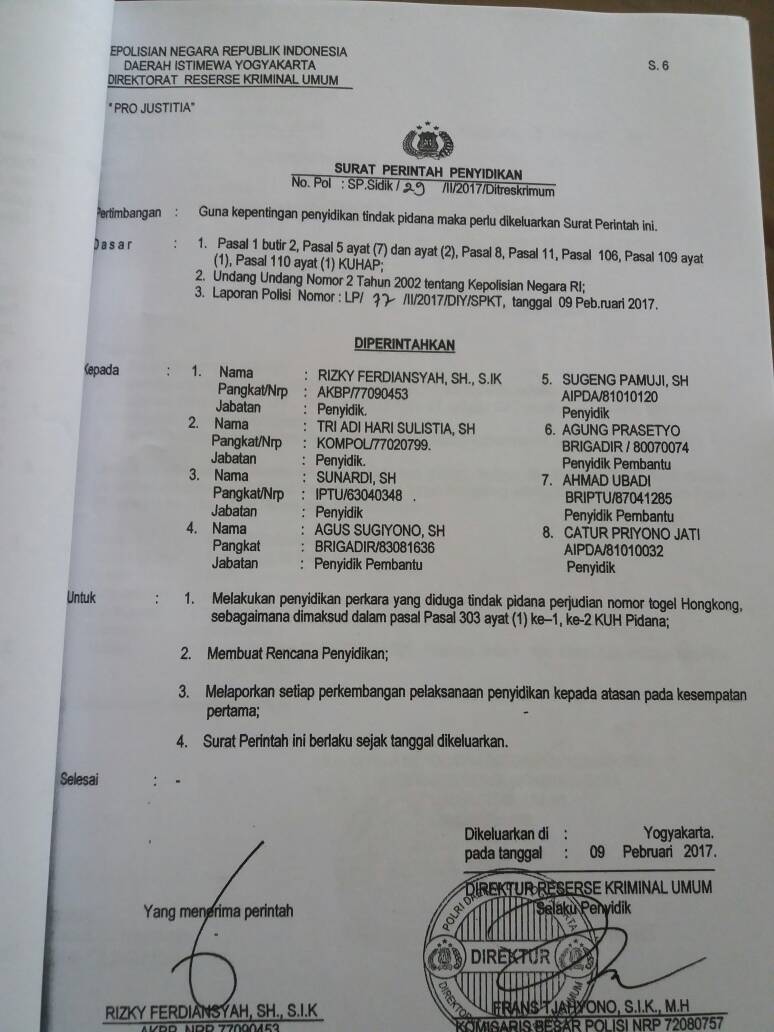 EPOLISIAN NEGARA REPUBLIK INDONESIA
DAERAH ISTIMEWA YOGYAKARTA
DIREKTORAT RESERSE KRIMINAL UMUM
S. 6
"PRO JUSTITIA"
SURAT PERINTAH PENYIDIKAN
No. Pol : SP.Sidik / 29 /II/2017/Ditreskrimum
Pertimbangan : Guna kepentingan penyidikan tindak pidana maka perlu dikeluarkan Surat Perintah ini.
Dasar : 1. Pasal 1 butir 2, Pasal 5 ayat (7) dan ayat (2), Pasal 8, Pasal 11, Pasal 106, Pasal 109 ayat
(1), Pasal 110 ayat (1) KUHAP;
2. Undang Undang Nomor 2 Tahun 2002 tentang Kepolisian Negara RI;
3. Laporan Polisi Nomor : LP/ 72 /II/2017/DIY/SPKT, tanggal 09 Peb.ruari 2017.
DIPERINTAHKAN
Kepada : 1. Nama : RIZKY FERDIANSYAH, SH., S.IK
Pangkat/Nrp : AKBP/77090453
Jabatan : Penyidik.
2. Nama : TRI ADI HARI SULISTIA, SH
Pangkat/Nrp : KOMPOL/77020799.
Jabatan : Penyidik.
3. Nama : SUNARDI, SH
Pangkat/Nrp : IPTU/63040348 .
Jabatan : Penyidik
4. Nama : AGUS SUGIYONO, SH
Pangkat : BRIGADIR/83081636
Jabatan : Penyidik Pembantu
5. SUGENG PAMUJI, SH
AIPDA/81010120
Penyidik
6. AGUNG PRASETYO
BRIGADIR / 80070074
Penyidik Pembantu
7. AHMAD UBADI
BRIPTU/87041285
Penyidik Pembantu
8. CATUR PRIYONO JATI
AIPDA/81010032
Penyidik
Untuk : 1. Melakukan penyidikan perkara yang diduga tindak pidana perjudian nomor togel Hongkong,
sebagaimana dimaksud dalam pasal Pasal 303 ayat (1) ke–1, ke-2 KUH Pidana;
2. Membuat Rencana Penyidikan;
3. Melaporkan setiap perkembangan pelaksanaan penyidikan kepada atasan pada kesempatan
pertama;
4. Surat Perintah ini berlaku sejak tanggal dikeluarkan.
Selesai : -
Dikeluarkan di : Yogyakarta.
pada tanggal : 09 Pebruari 2017.
DIREKTUR RESERSE KRIMINAL UMUM
Selaku Penyidik
Yang menerima perintah
DIREKTUR
RIZKY FERDIANSYAH, SH., S.I.K
AKBP NRP 77090453
FRANS TJAHYONO, S.I.K., M.H
KOMISARIS BESAR POLISI NRP 72080757